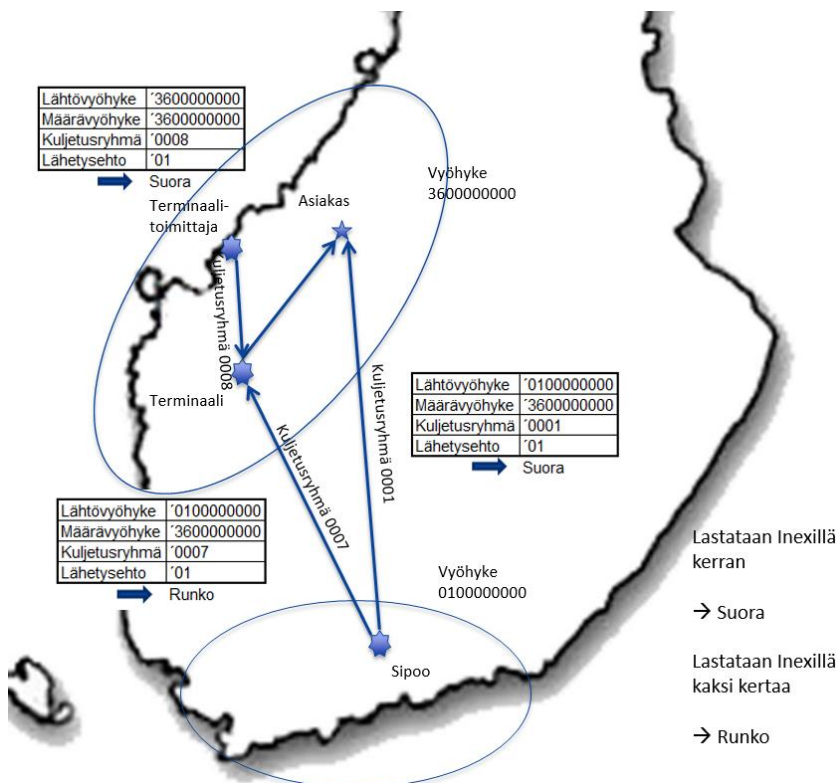 Lähtövyöhyke ´3600000000
Määrävyöhyke ´3600000000
Kuljetusryhmä ´0008
Lähetysehto ´01
Suora
Terminaali-
toimittaja
Asiakas
Vyöhyke
3600000000
Kuljetusryhmä 0008
Terminaali
Kuljetusryhmä 0001
Lähtövyöhyke ´0100000000
Määrävyöhyke ´3600000000
Kuljetusryhmä ´0001
Lähetysehto ´01
Suora
Kuljetusryhmä 0007
Lähtövyöhyke ´0100000000
Määrävyöhyke ´3600000000
Kuljetusryhmä ´0007
Lähetysehto ´01
Runko
Vyöhyke
0100000000
Sipoo
Lastataan Inexillä
kerran
→ Suora
Lastataan Inexillä
kaksi kertaa
→ Runko